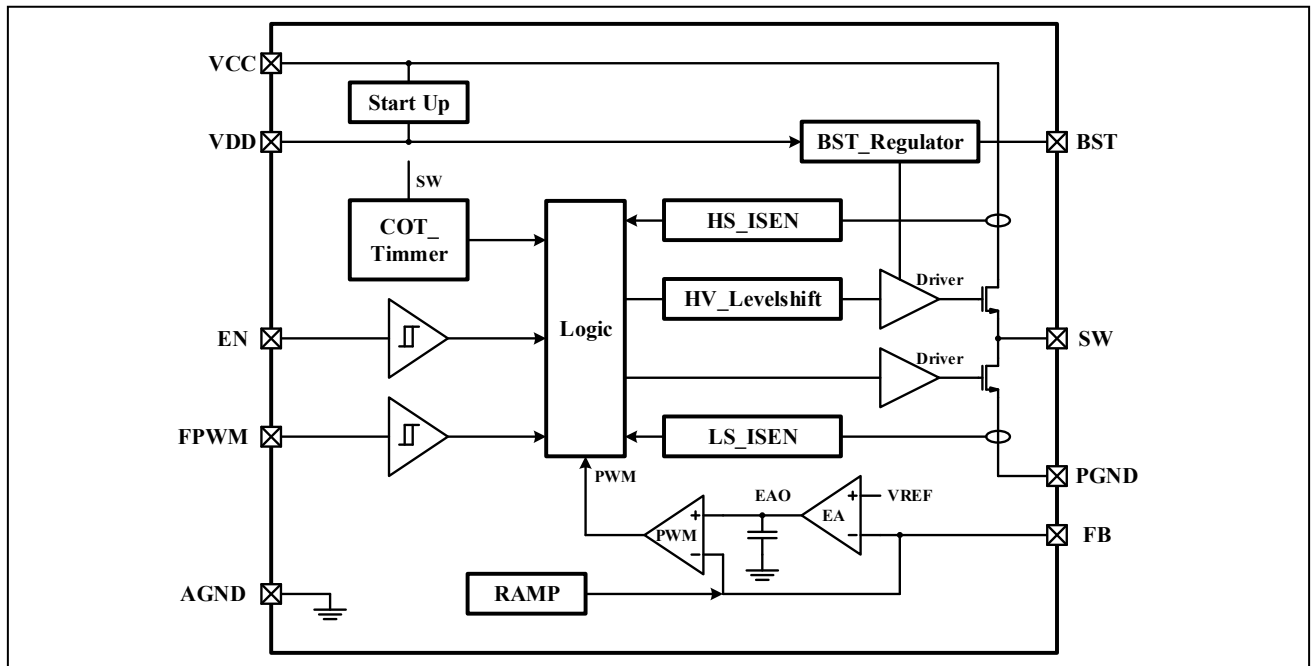 VCC
Start Up
VDD
BST_Regulator
BST
SW
COT_
Timmer
HS_ISEN
Driver
HV_Levelshift
Logic
EN
SW
Driver
FPWM
LS_ISEN
PWM
PGND
EAO
+
VREF
+
EA
PWM
−
FB
−
AGND
RAMP